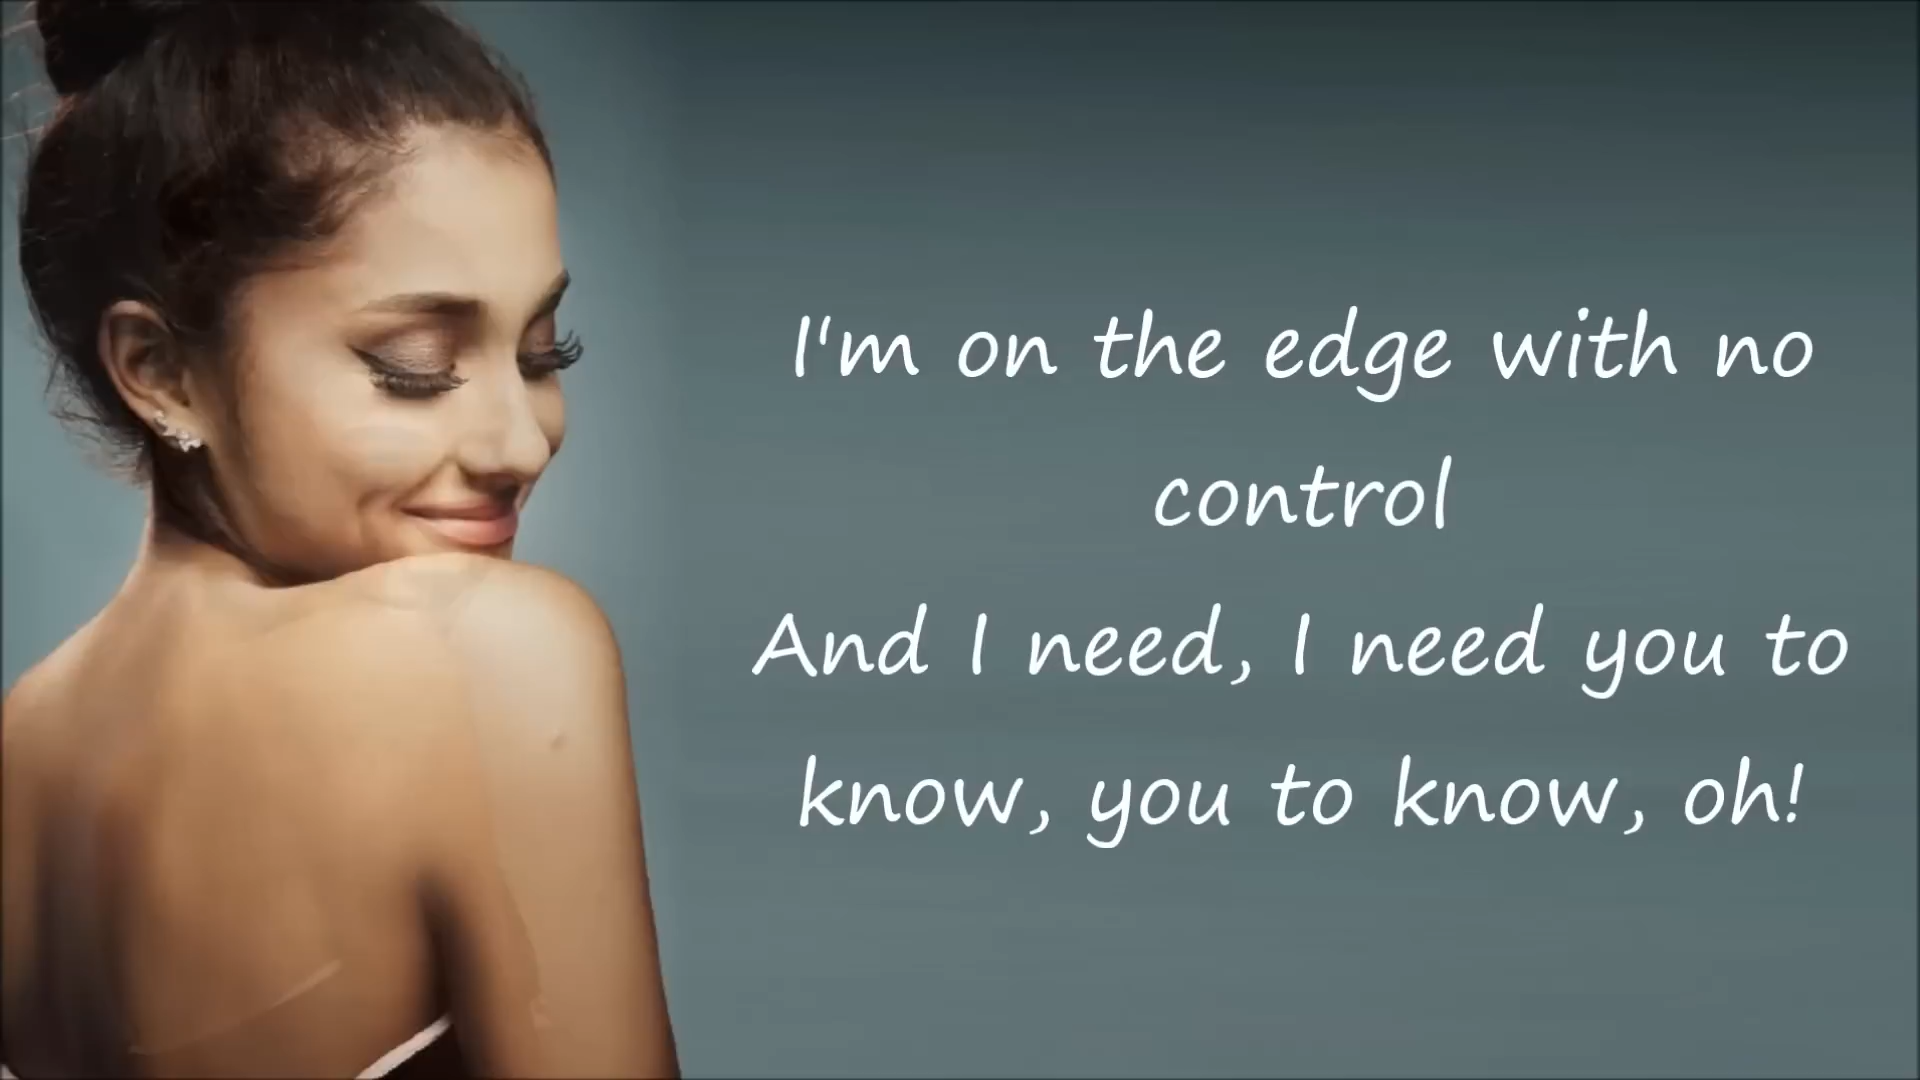 I'm on the edge with no
control
And I need, I need you to
know, you to know, oh!